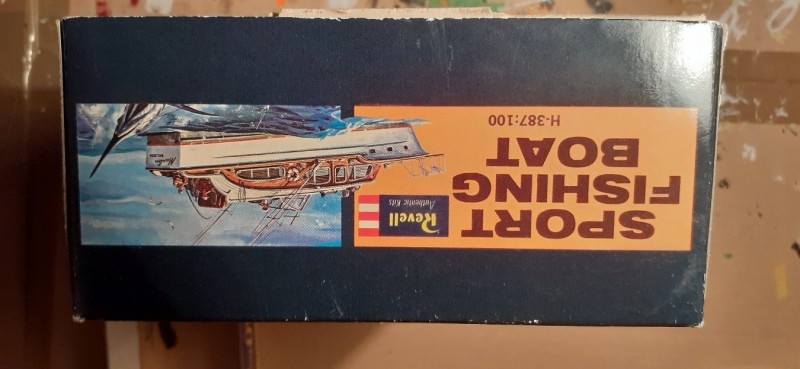 SPORT
FISHING
BOAT
H-387:100
Revell
Authentic Kits